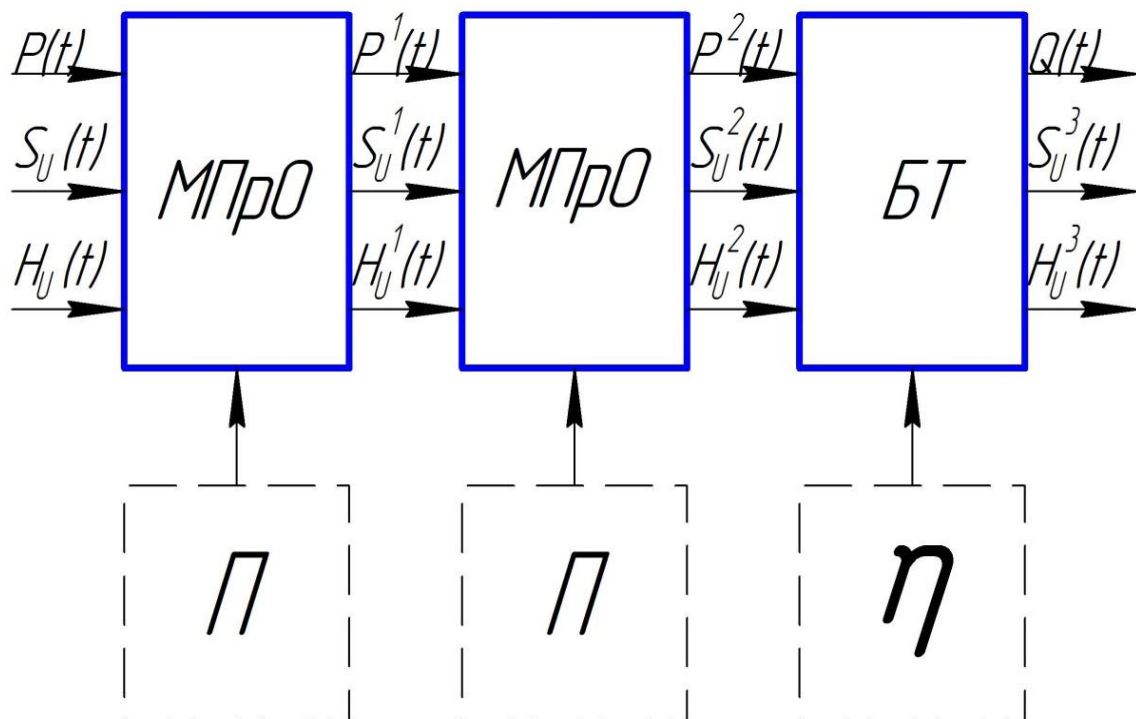 P(t) P¹(t) P²(t) Q(t)
S_U(t) S_U¹(t) S_U²(t) S_U³(t)
МПрО МПрО БТ
H_U(t) H_U¹(t) H_U²(t) H_U³(t)
П П η